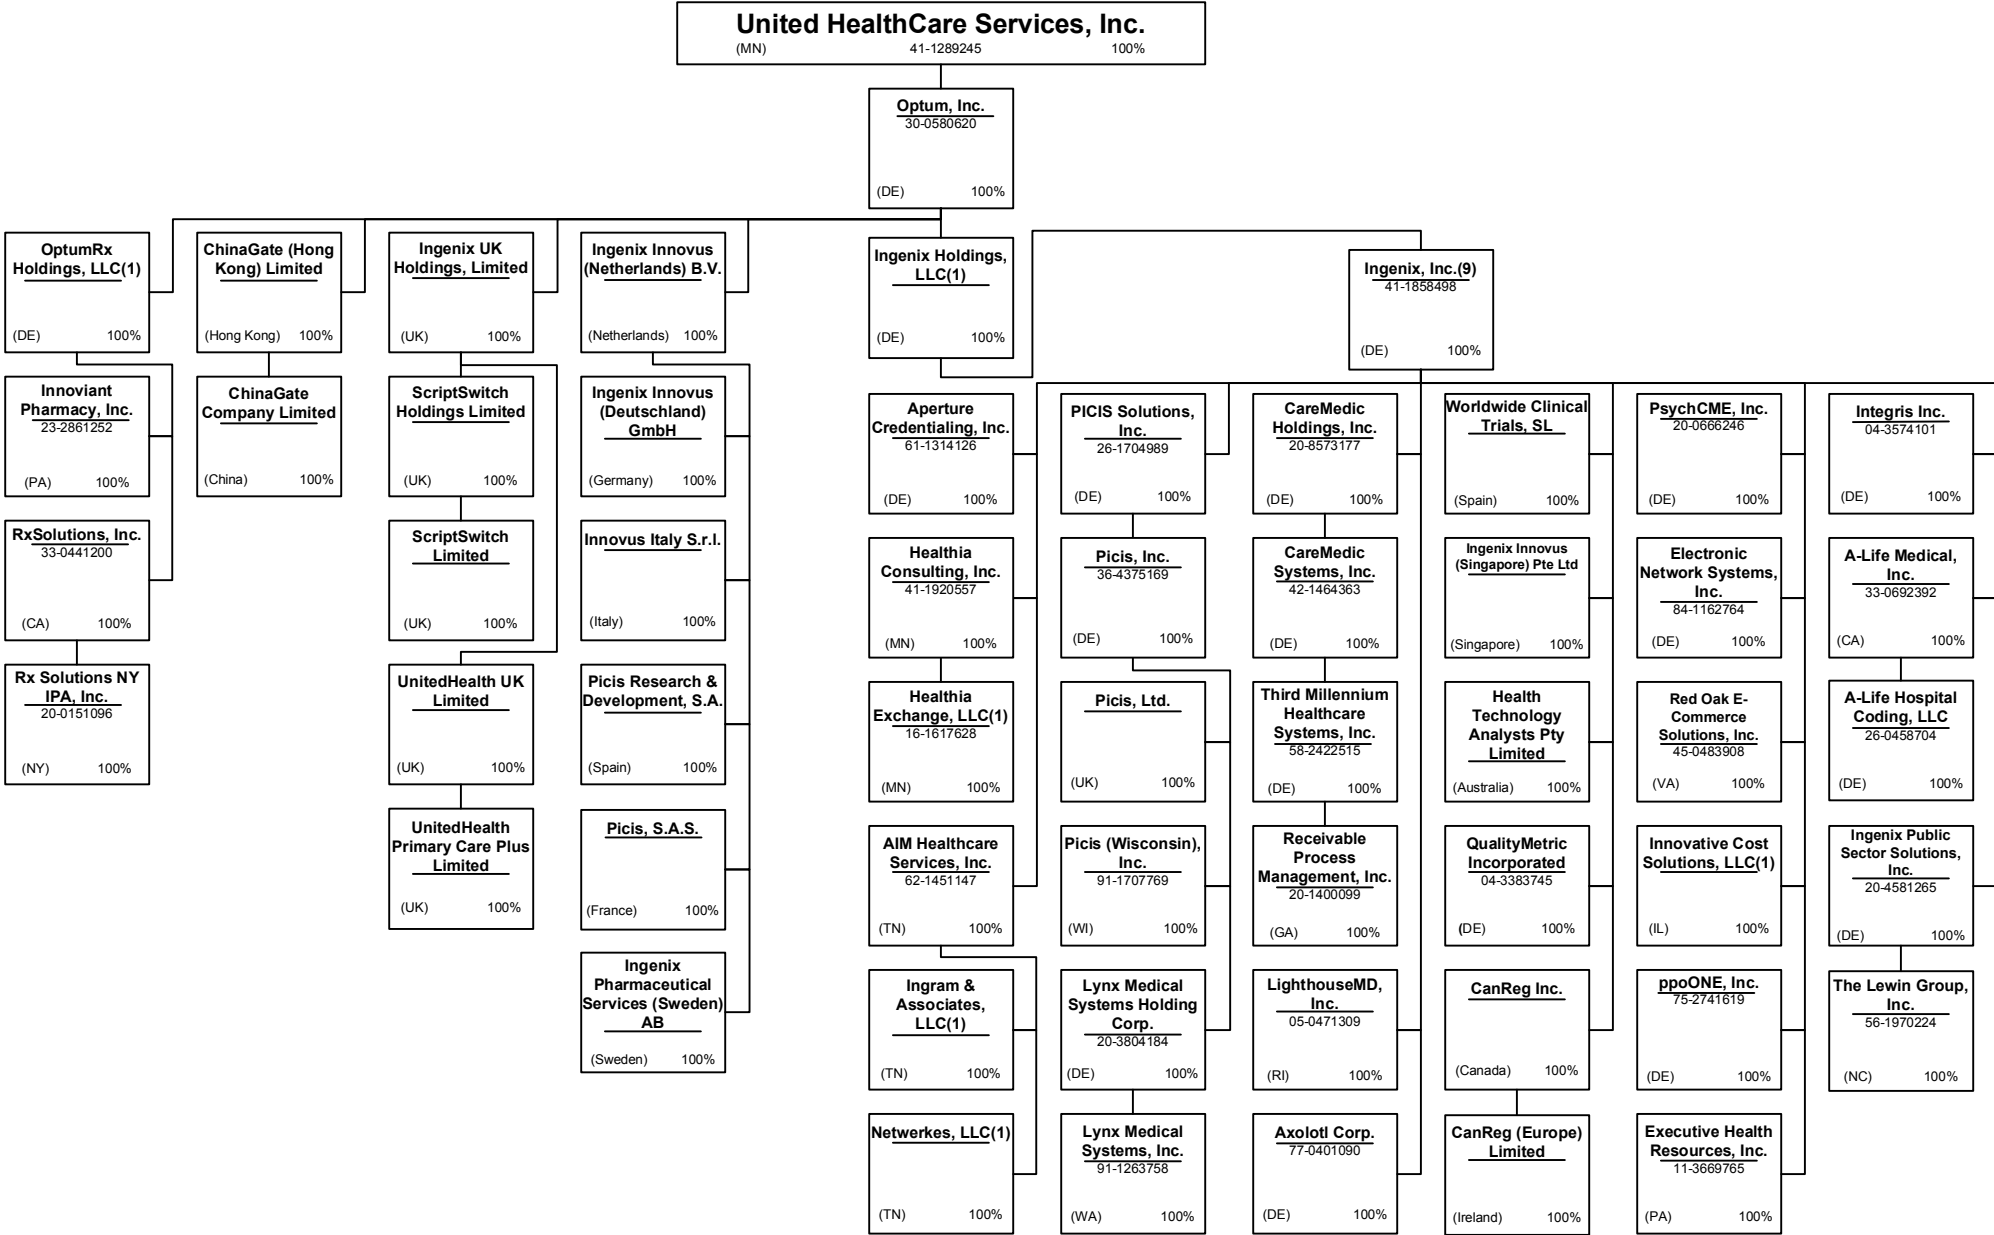 United HealthCare Services, Inc.
(MN) 41-1289245 100%
Optum, Inc.
30-0580620
(DE) 100%
OptumRx
Holdings, LLC(1)
(DE) 100%
ChinaGate (Hong
Kong) Limited
(Hong Kong) 100%
Ingenix UK
Holdings, Limited
(UK) 100%
Ingenix Innovus
(Netherlands) B.V.
(Netherlands) 100%
Ingenix Holdings,
LLC(1)
(DE) 100%
Ingenix, Inc.(9)
41-1858498
(DE) 100%
Innoviant
Pharmacy, Inc.
23-2861252
(PA) 100%
RxSolutions, Inc.
33-0441200
(CA) 100%
Rx Solutions NY
IPA, Inc.
20-0151096
(NY) 100%
ChinaGate
Company Limited
(China) 100%
ScriptSwitch
Holdings Limited
(UK) 100%
ScriptSwitch
Limited
(UK) 100%
UnitedHealth UK
Limited
(UK) 100%
UnitedHealth
Primary Care Plus
Limited
(UK) 100%
Ingenix Innovus
(Deutschland)
GmbH
(Germany) 100%
Innovus Italy S.r.l.
(Italy) 100%
Picis Research &
Development, S.A.
(Spain) 100%
Picis, S.A.S.
(France) 100%
Ingenix
Pharmaceutical
Services (Sweden)
AB
(Sweden) 100%
Aperture
Credentialing, Inc.
61-1314126
(DE) 100%
Healthia
Consulting, Inc.
41-1920557
(MN) 100%
Healthia
Exchange, LLC(1)
16-1617628
(MN) 100%
AIM Healthcare
Services, Inc.
62-1451147
(TN) 100%
Ingram &
Associates,
LLC(1)
(TN) 100%
Netwerkes, LLC(1)
(TN) 100%
PICIS Solutions,
Inc.
26-1704989
(DE) 100%
Picis, Inc.
36-4375169
(DE) 100%
Picis, Ltd.
(UK) 100%
Picis (Wisconsin),
Inc.
91-1707769
(WI) 100%
Lynx Medical
Systems Holding
Corp.
20-3804184
(DE) 100%
Lynx Medical
Systems, Inc.
91-1263758
(WA) 100%
CareMedic
Holdings, Inc.
20-8573177
(DE) 100%
CareMedic
Systems, Inc.
42-1464363
(DE) 100%
Third Millennium
Healthcare
Systems, Inc.
58-2422515
(DE) 100%
Receivable
Process
Management, Inc.
20-1400099
(GA) 100%
LighthouseMD,
Inc.
05-0471309
(RI) 100%
Axolotl Corp.
77-0401090
(DE) 100%
Worldwide Clinical
Trials, SL
(Spain) 100%
Ingenix Innovus
(Singapore) Pte Ltd
(Singapore) 100%
Health
Technology
Analysts Pty
Limited
(Australia) 100%
QualityMetric
Incorporated
04-3383745
(DE) 100%
CanReg Inc.
(Canada) 100%
CanReg (Europe)
Limited
(Ireland) 100%
PsychCME, Inc.
20-0666246
(DE) 100%
Electronic
Network Systems,
Inc.
84-1162764
(DE) 100%
Red Oak E-
Commerce
Solutions, Inc.
45-0483908
(VA) 100%
Innovative Cost
Solutions, LLC(1)
(IL) 100%
ppoONE, Inc.
75-2741619
(DE) 100%
Executive Health
Resources, Inc.
11-3669765
(PA) 100%
Integris Inc.
04-3574101
(DE) 100%
A-Life Medical,
Inc.
33-0692392
(CA) 100%
A-Life Hospital
Coding, LLC
26-0458704
(DE) 100%
Ingenix Public
Sector Solutions,
Inc.
20-4581265
(DE) 100%
The Lewin Group,
Inc.
56-1970224
(NC) 100%